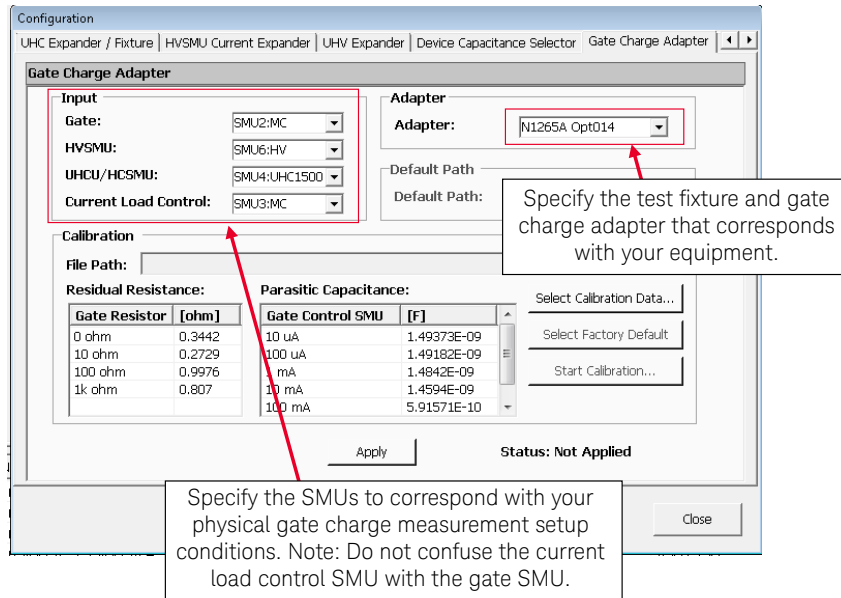 Configuration
UHC Expander / Fixture HVSMU Current Expander UHV Expander Device Capacitance Selector Gate Charge Adapter
Gate Charge Adapter
Input
Gate: SMU2:MC
HVSMU: SMU6:HV
UHCU/HCSMU: SMU4:UHC1500
Current Load Control: SMU3:MC
Adapter
Adapter: N1265A Opt014
Default Path
Default Path:
Specify the test fixture and gate
charge adapter that corresponds
with your equipment.
Calibration
File Path:
Residual Resistance:
Gate Resistor [ohm]
0 ohm 0.3442
10 ohm 0.2729
100 ohm 0.9976
1k ohm 0.807
Parasitic Capacitance:
Gate Control SMU [F]
10 uA 1.49373E-09
100 uA 1.49182E-09
mA 1.4842E-09
10 mA 1.4594E-09
100 mA 5.91571E-10
Select Calibration Data...
Select Factory Default
Start Calibration...
Apply
Status: Not Applied
Specify the SMUs to correspond with your
physical gate charge measurement setup
conditions. Note: Do not confuse the current
load control SMU with the gate SMU.
Close